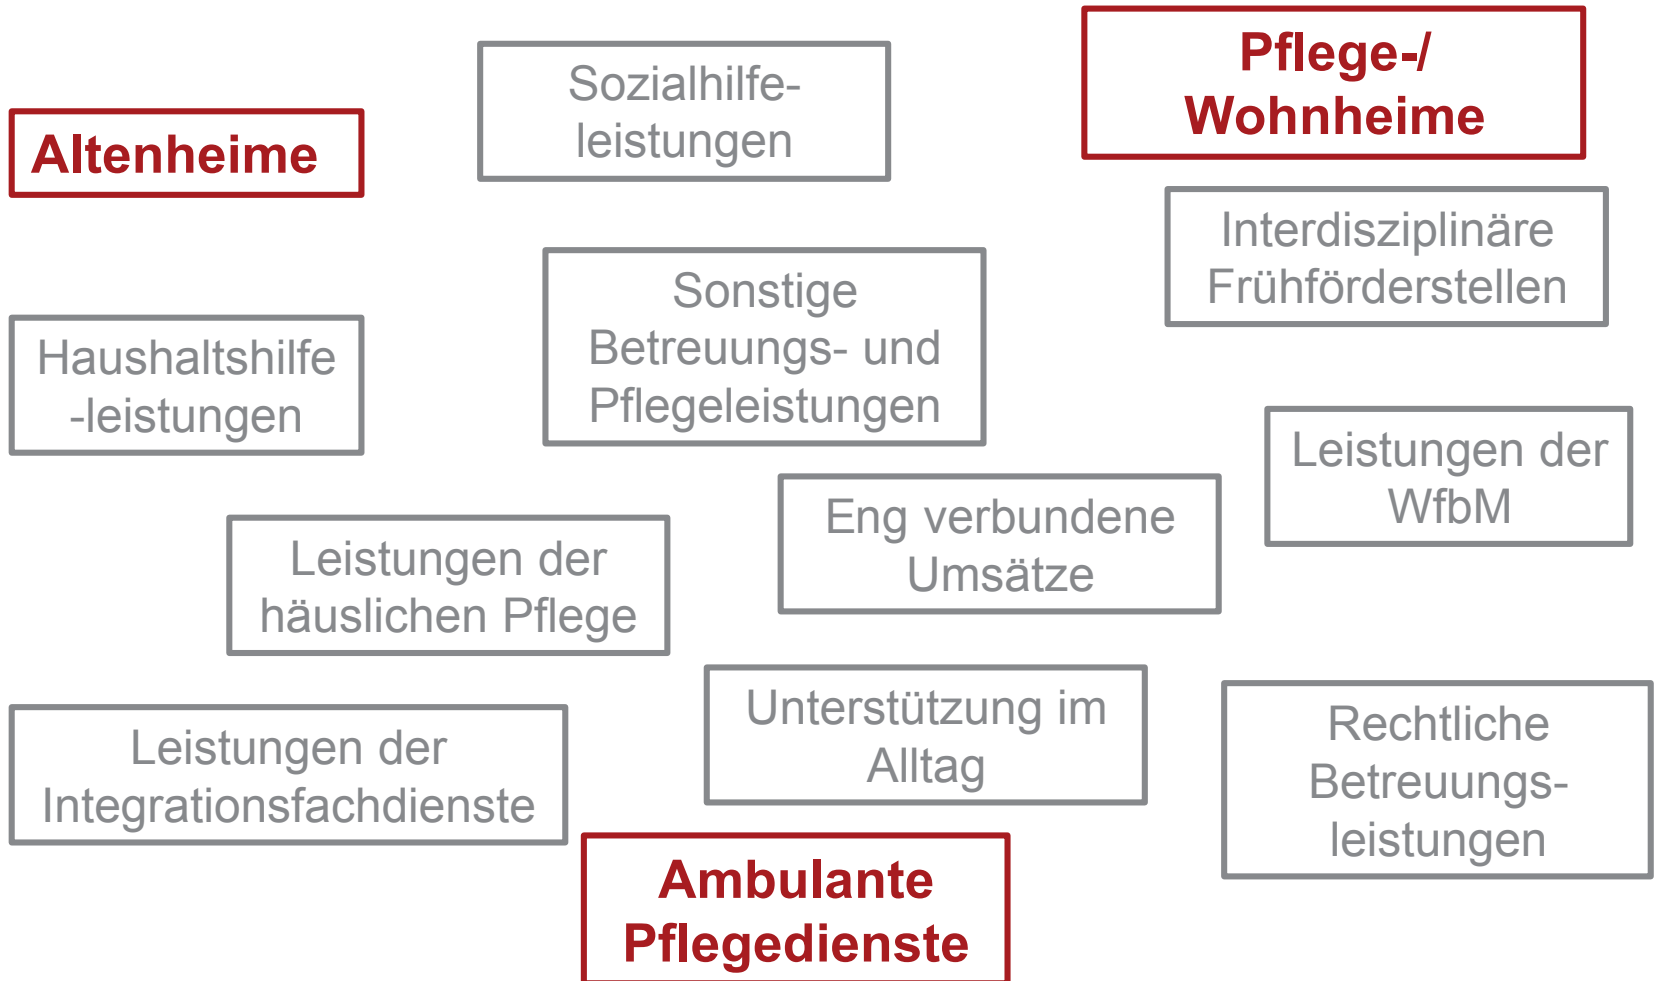 Sozialhilfe-
leistungen
Pflege-/
Wohnheime
Altenheime
Interdisziplinäre
Frühförderstellen
Sonstige
Betreuungs- und
Pflegeleistungen
Haushaltshilfe
-leistungen
Leistungen der
WfbM
Eng verbundene
Umsätze
Leistungen der
häuslichen Pflege
Unterstützung im
Alltag
Rechtliche
Betreuungs-
leistungen
Leistungen der
Integrationsfachdienste
Ambulante
Pflegedienste